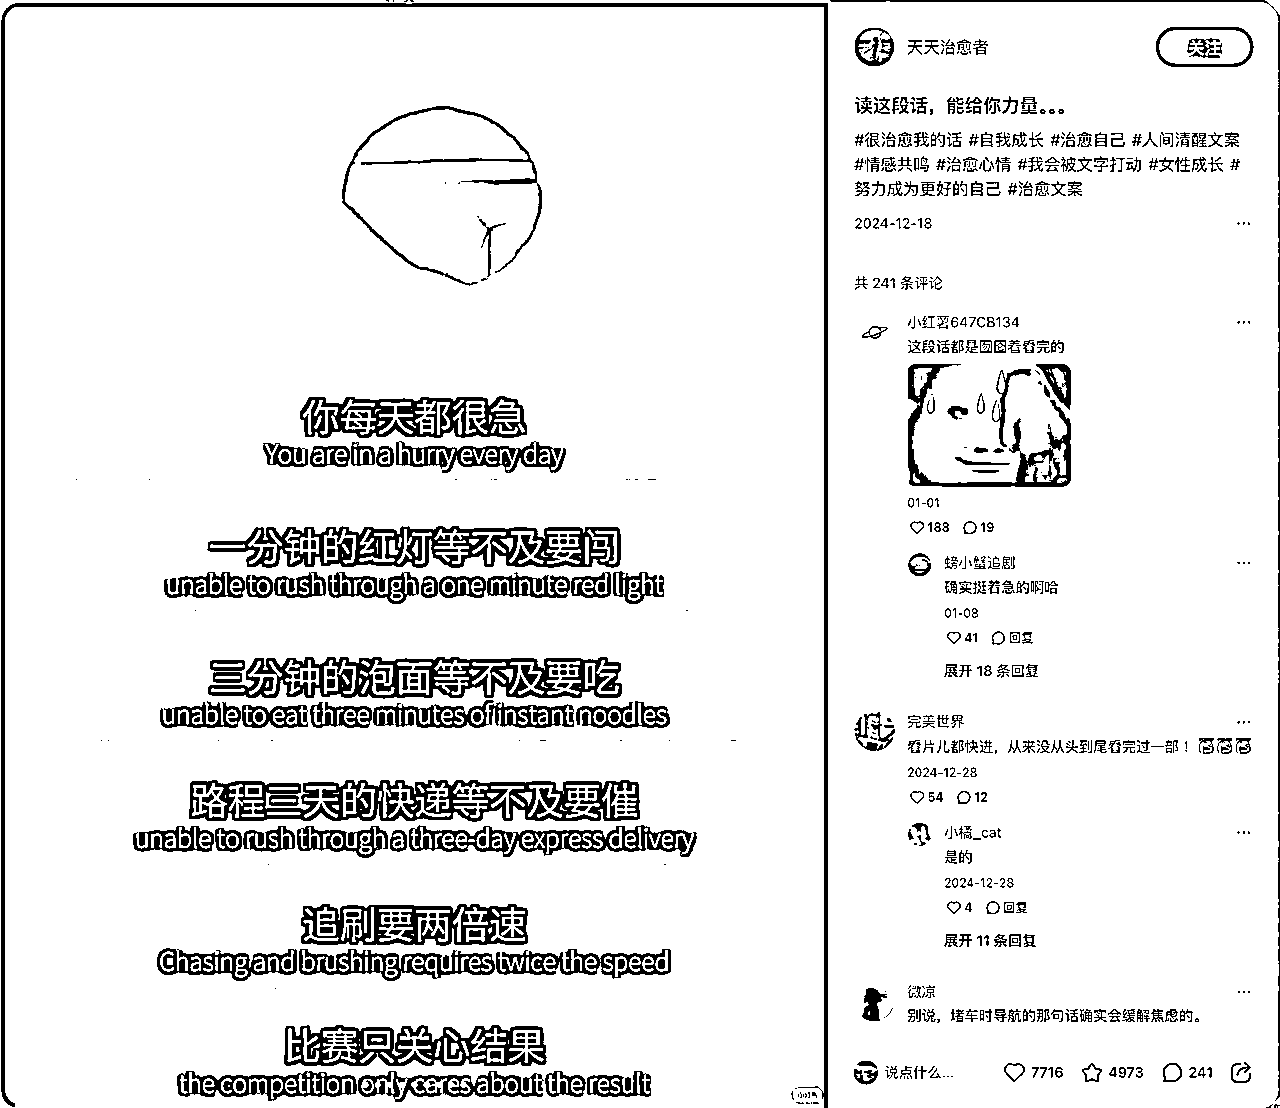 你每天都很急
You are in a hurry every day
一分钟的红灯等不及要闯
unable to rush through a one minute red light
三分钟的泡面等不及要吃
unable to eat three minutes of instant noodles
路程三天的快递等不及要催
unable to rush through a three-day express delivery
追刷要两倍速
Chasing and brushing requires twice the speed
比赛只关心结果
the competition only cares about the result
天天治愈者
关注
读这段话，能给你力量。。。
#很治愈我的话 #自我成长 #治愈自己 #人间清醒文案
#情感共鸣 #治愈心情 #我会被文字打动 #女性成长 #
努力成为更好的自己 #治愈文案
2024-12-18
共 241 条评论
小红薯647CB134
这段话都是囫囵着看完的
01-01
188 19
螃小蟹追剧
确实挺着急的啊哈
01-08
41 回复
展开 18 条回复
完美世界
看片儿都快进，从来没从头到尾看完过一部！
2024-12-28
54 12
小橘_cat
是的
2024-12-28
4 回复
展开 11 条回复
微凉
别说，堵车时导航的那句话确实会缓解焦虑的。
说点什么... 7716 4973 241